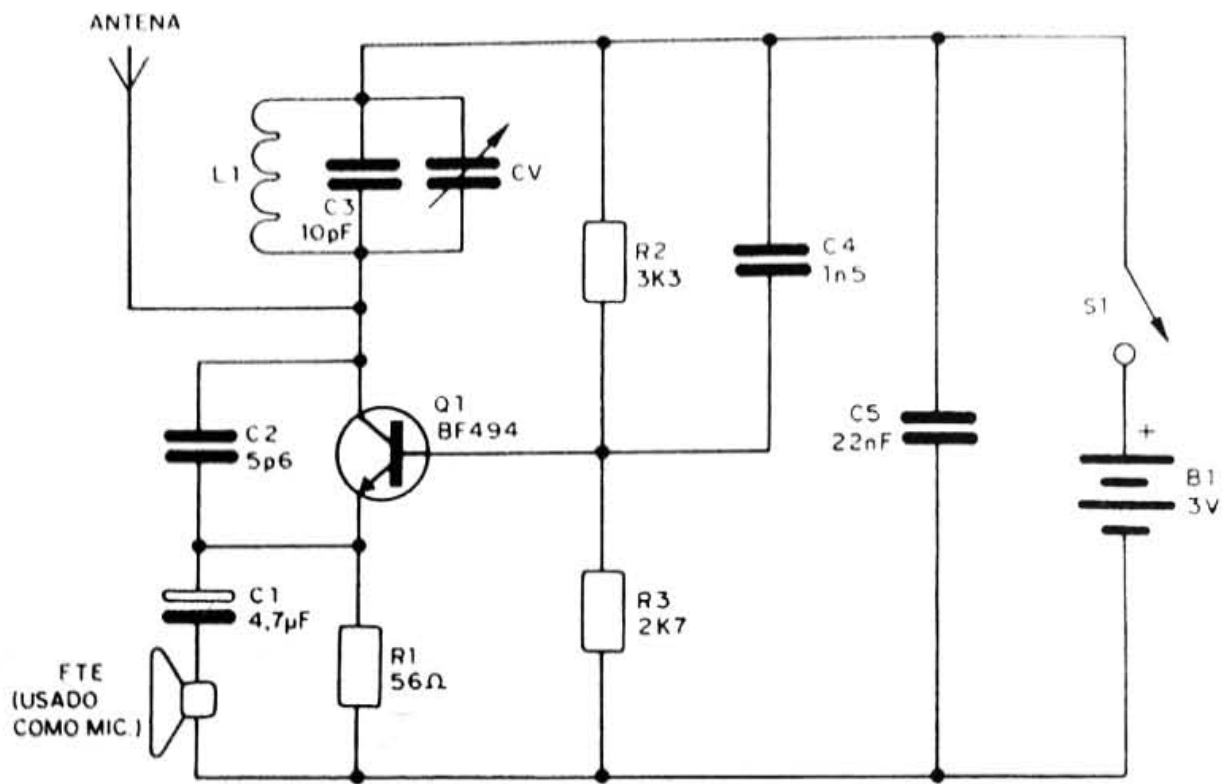 ANTENA
L1
C3
10pF
CV
R2
3K3
C4
1n5
S1
C2
5p6
Q1
BF494
C5
22nF
+
B1
3V
C1
4,7µF
R1
56Ω
R3
2K7
FTE
(USADO
COMO MIC.)